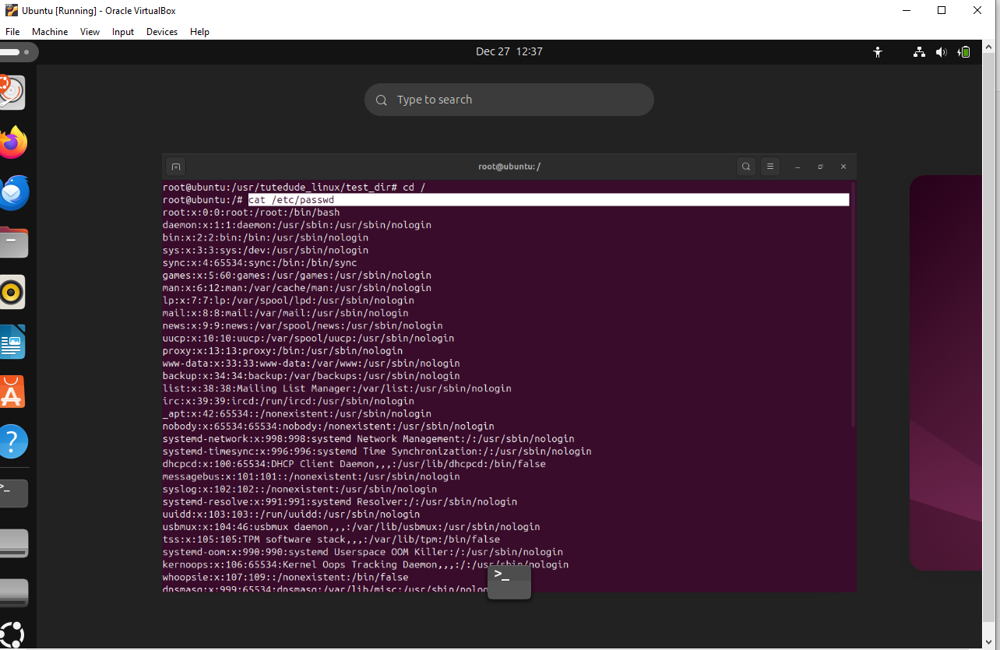 Ubuntu [Running] - Oracle VirtualBox
File Machine View Input Devices Help
Dec 27 12:37
Type to search
root@ubuntu: /
root@ubuntu:/usr/tutedude_linux/test_dir# cd /
root@ubuntu:/# cat /etc/passwd
root:x:0:0:root:/root:/bin/bash
daemon:x:1:1:daemon:/usr/sbin:/usr/sbin/nologin
bin:x:2:2:bin:/bin:/usr/sbin/nologin
sys:x:3:3:sys:/dev:/usr/sbin/nologin
sync:x:4:65534:sync:/bin:/bin/sync
games:x:5:60:games:/usr/games:/usr/sbin/nologin
man:x:6:12:man:/var/cache/man:/usr/sbin/nologin
lp:x:7:7:lp:/var/spool/lpd:/usr/sbin/nologin
mail:x:8:8:mail:/var/mail:/usr/sbin/nologin
news:x:9:9:news:/var/spool/news:/usr/sbin/nologin
uucp:x:10:10:uucp:/var/spool/uucp:/usr/sbin/nologin
proxy:x:13:13:proxy:/bin:/usr/sbin/nologin
www-data:x:33:33:www-data:/var/www:/usr/sbin/nologin
backup:x:34:34:backup:/var/backups:/usr/sbin/nologin
list:x:38:38:Mailing List Manager:/var/list:/usr/sbin/nologin
irc:x:39:39:ircd:/run/ircd:/usr/sbin/nologin
_apt:x:42:65534::/nonexistent:/usr/sbin/nologin
nobody:x:65534:65534:nobody:/nonexistent:/usr/sbin/nologin
systemd-network:x:998:998:systemd Network Management:/:/usr/sbin/nologin
systemd-timesync:x:996:996:systemd Time Synchronization:/:/usr/sbin/nologin
dhcpcd:x:100:65534:DHCP Client Daemon,,,:/usr/lib/dhcpcd:/bin/false
messagebus:x:101:101::/nonexistent:/usr/sbin/nologin
syslog:x:102:102::/nonexistent:/usr/sbin/nologin
systemd-resolve:x:991:991:systemd Resolver:/:/usr/sbin/nologin
uuidd:x:103:103::/run/uuidd:/usr/sbin/nologin
usbmux:x:104:46:usbmux daemon,,,:/var/lib/usbmux:/usr/sbin/nologin
tss:x:105:105:TPM software stack,,,:/var/lib/tpm:/bin/false
systemd-oom:x:990:990:systemd Userspace OOM Killer:/:/usr/sbin/nologin
kernoops:x:106:65534:Kernel Oops Tracking Daemon,,,:/:/usr/sbin/nologin
whoopsie:x:107:109::/nonexistent:/bin/false
dnsmasq:x:999:65534:dnsmasq:/var/lib/misc:/usr/sbin/nolo